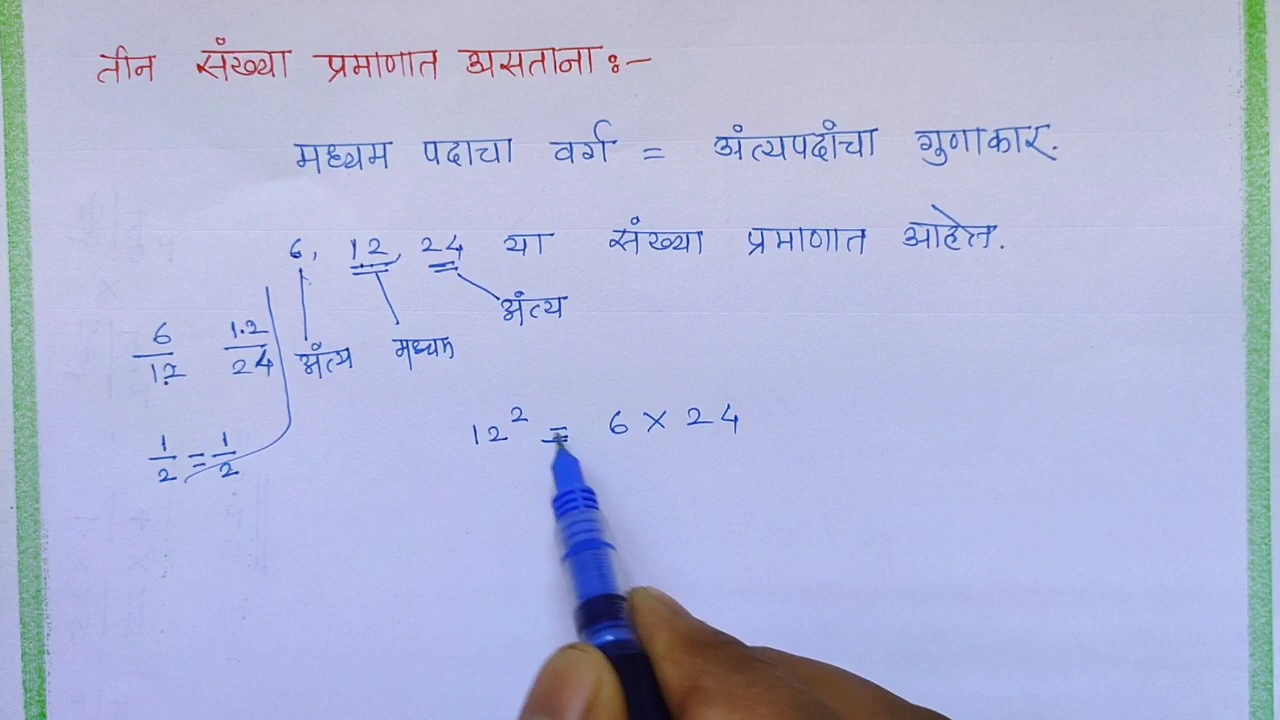 तीन संख्या प्रमाणात असताना :-
मध्यम पदाचा वर्ग = अंत्यपदांचा गुणाकार.
6, 12, 24 या संख्या प्रमाणात आहेत.
अंत्य
6/12 12/24
अंत्य मध्यम
12² = 6 × 24
1/2 = 1/2